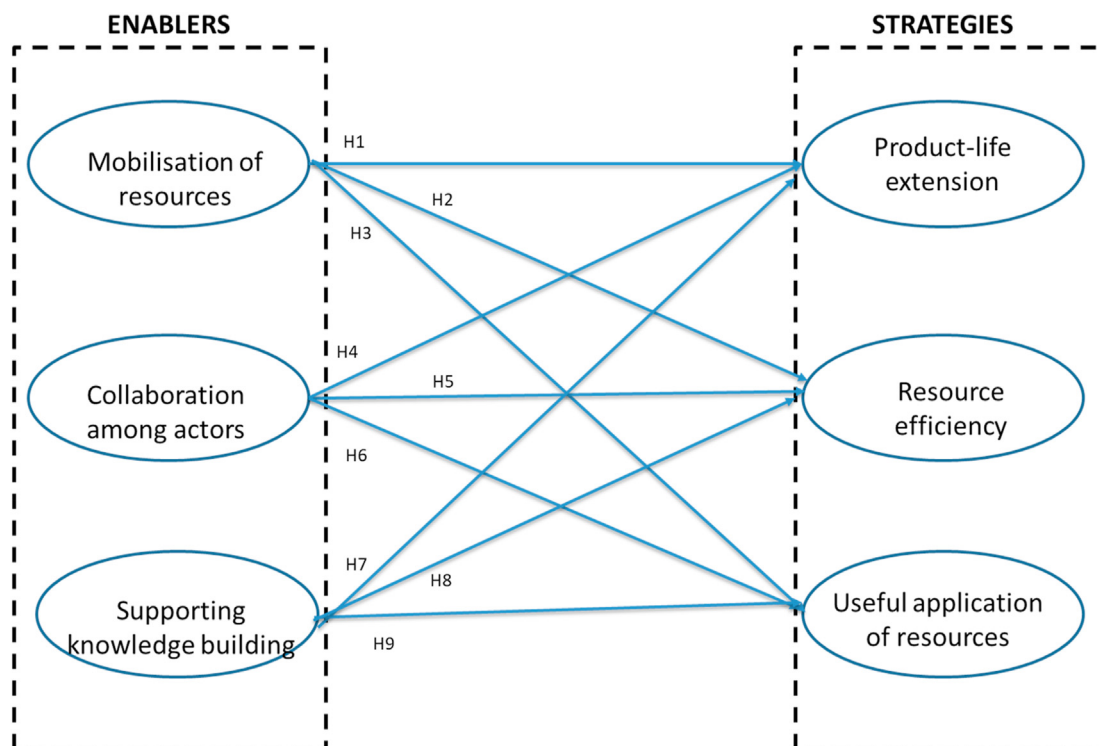 ENABLERS
STRATEGIES
Mobilisation of
resources
H1
H2
H3
Product-life
extension
Collaboration
among actors
H4
H5
H6
Resource
efficiency
Supporting
knowledge building
H7
H8
H9
Useful application
of resources